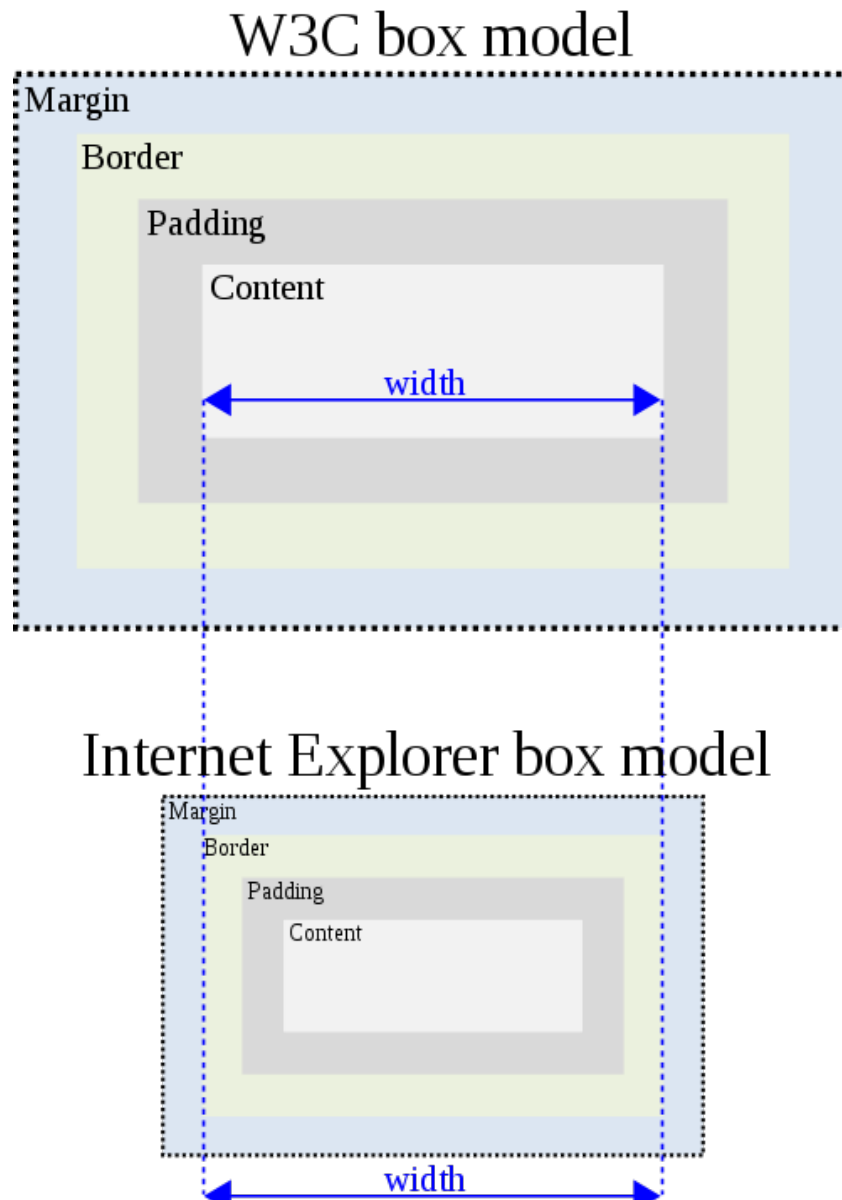 W3C box model
Margin
Border
Padding
Content
width
Internet Explorer box model
Margin
Border
Padding
Content
width